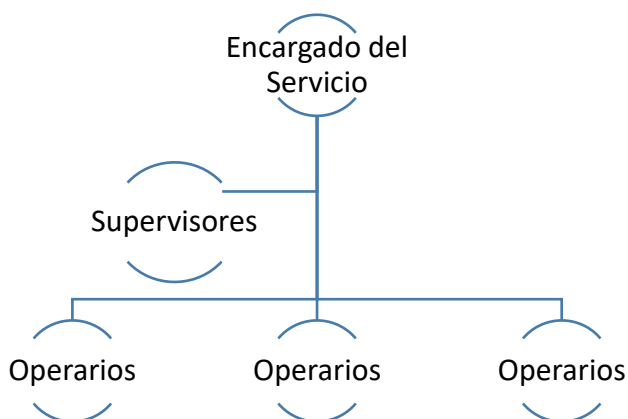 Encargado del
Servicio
Supervisores
Operarios
Operarios
Operarios